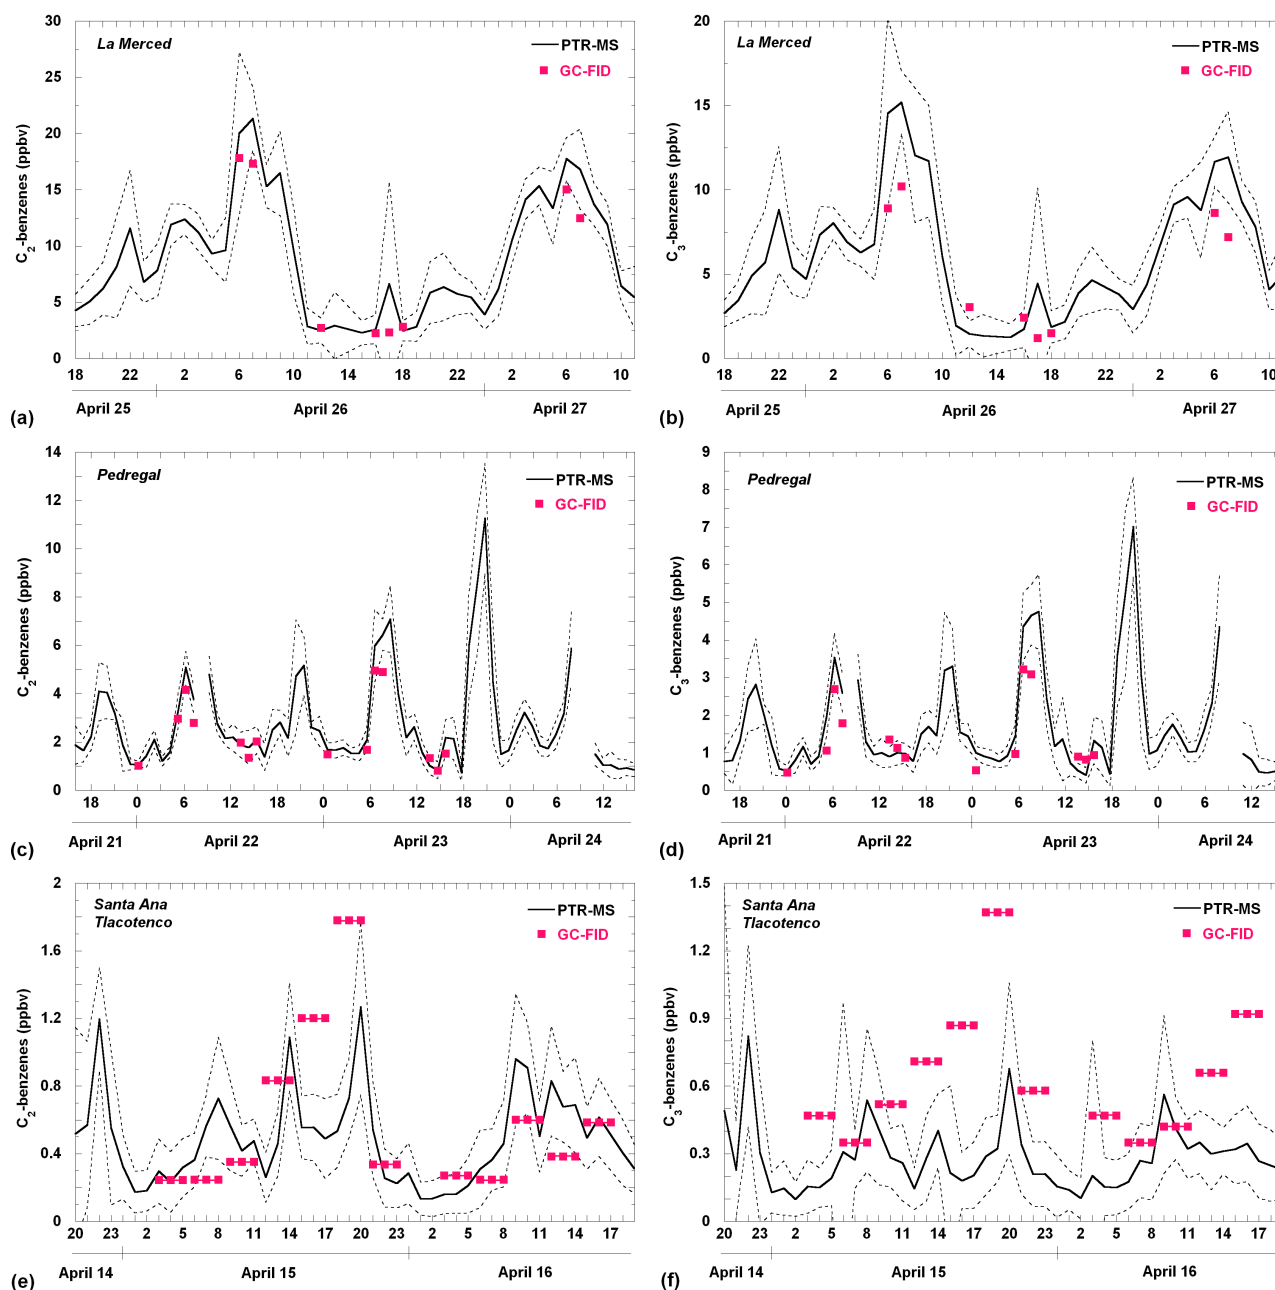 La Merced
PTR-MS
GC-FID
C2-benzenes (ppbv)
30
25
20
15
10
5
0
18 22 2 6 10 14 18 22 2 6 10
April 25 April 26 April 27
(a)
La Merced
PTR-MS
GC-FID
C3-benzenes (ppbv)
20
15
10
5
0
18 22 2 6 10 14 18 22 2 6 10
April 25 April 26 April 27
(b)
Pedregal
PTR-MS
GC-FID
C2-benzenes (ppbv)
14
12
10
8
6
4
2
0
18 0 6 12 18 0 6 12 18 0 6 12
April 21 April 22 April 23 April 24
(c)
Pedregal
PTR-MS
GC-FID
C3-benzenes (ppbv)
9
8
7
6
5
4
3
2
1
0
18 0 6 12 18 0 6 12 18 0 6 12
April 21 April 22 April 23 April 24
(d)
Santa Ana
Tlacotenco
PTR-MS
GC-FID
C2-benzenes (ppbv)
2
1.6
1.2
0.8
0.4
0
20 23 2 5 8 11 14 17 20 23 2 5 8 11 14 17
April 14 April 15 April 16
(e)
Santa Ana
Tlacotenco
PTR-MS
GC-FID
C3-benzenes (ppbv)
1.5
1.2
0.9
0.6
0.3
0
20 23 2 5 8 11 14 17 20 23 2 5 8 11 14 17
April 14 April 15 April 16
(f)